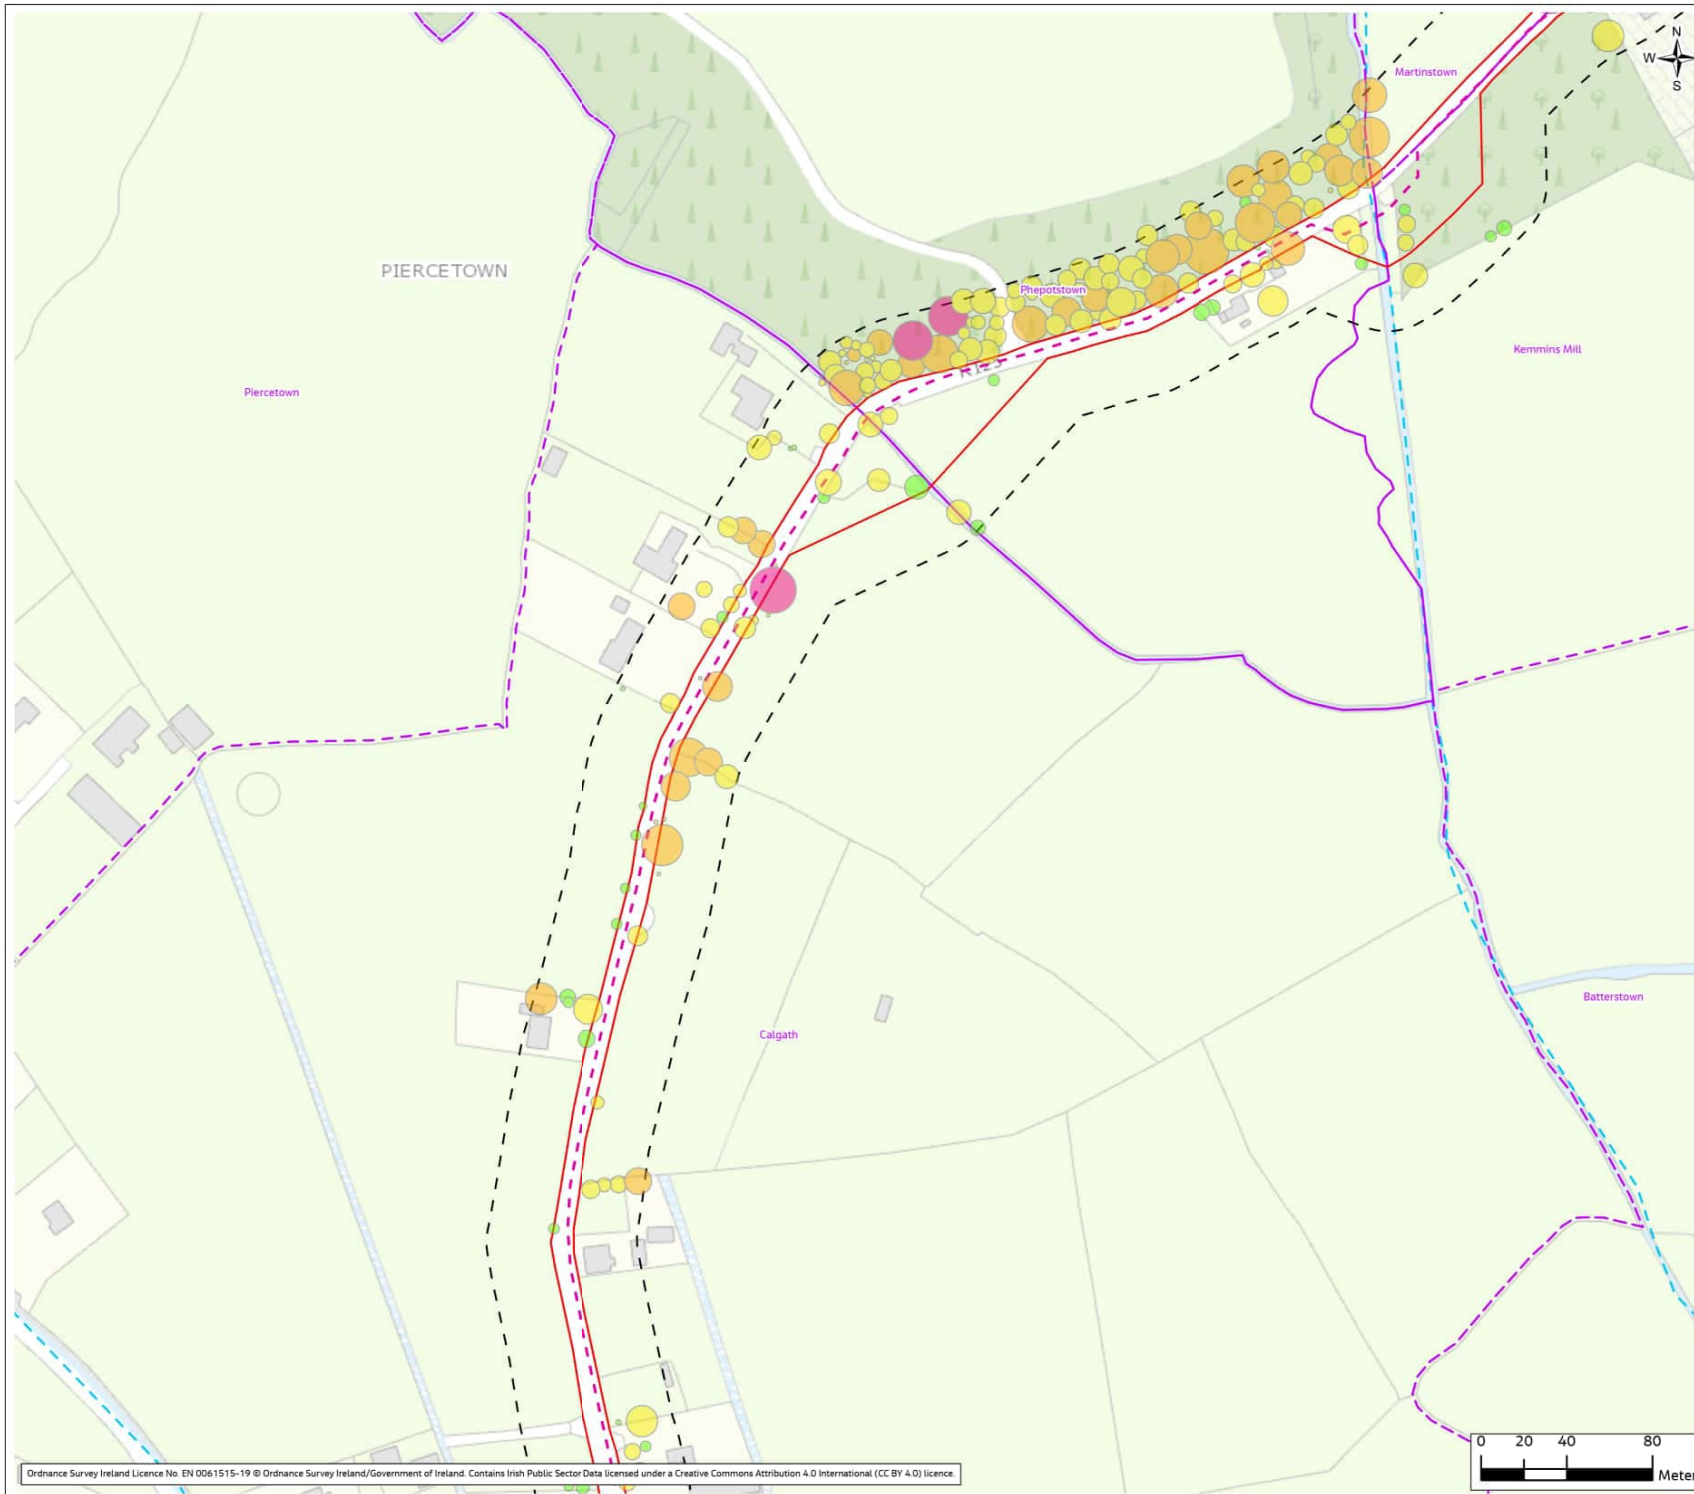 N
W
S
Martinstown
PIERCETOWN
Phepotstown
Kemmins Mill
R125
Piercetown
Batterstown
Calgath
0 20 40 80
Meter
Ordnance Survey Ireland Licence No. EN 0061515-19 © Ordnance Survey Ireland/Government of Ireland. Contains Irish Public Sector Data licensed under a Creative Commons Attribution 4.0 International (CC BY 4.0) licence.